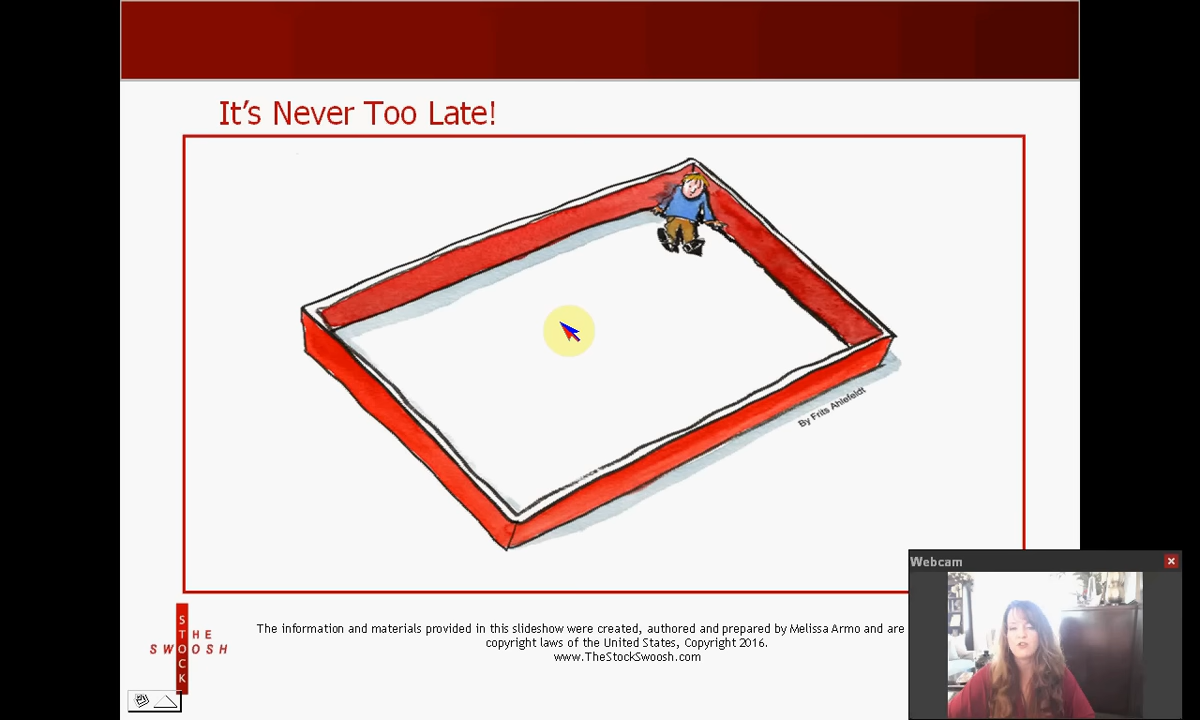 It's Never Too Late!
By Frits Ahlefeldt
THE
STOCK
SWOOSH
The information and materials provided in this slideshow were created, authored and prepared by Melissa Armo and are
copyright laws of the United States, Copyright 2016.
www.TheStockSwoosh.com
Webcam